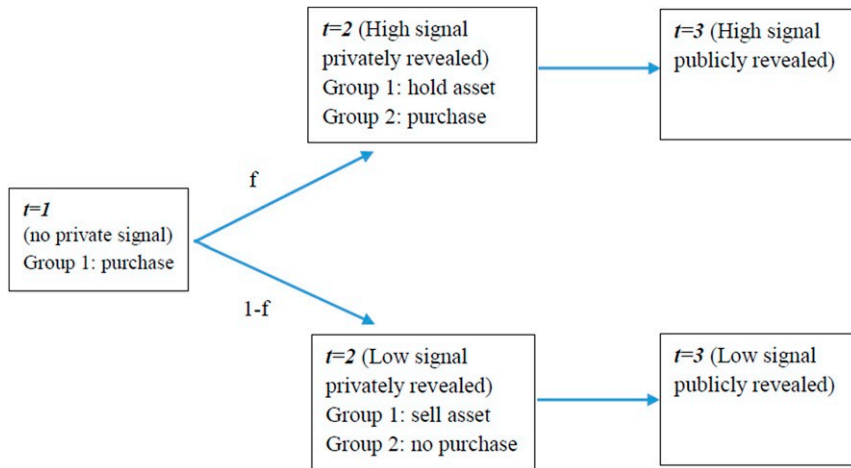 t=2 (High signal
privately revealed)
Group 1: hold asset
Group 2: purchase
t=3 (High signal
publicly revealed)
f
t=1
(no private signal)
Group 1: purchase
1-f
t=2 (Low signal
privately revealed)
Group 1: sell asset
Group 2: no purchase
t=3 (Low signal
publicly revealed)